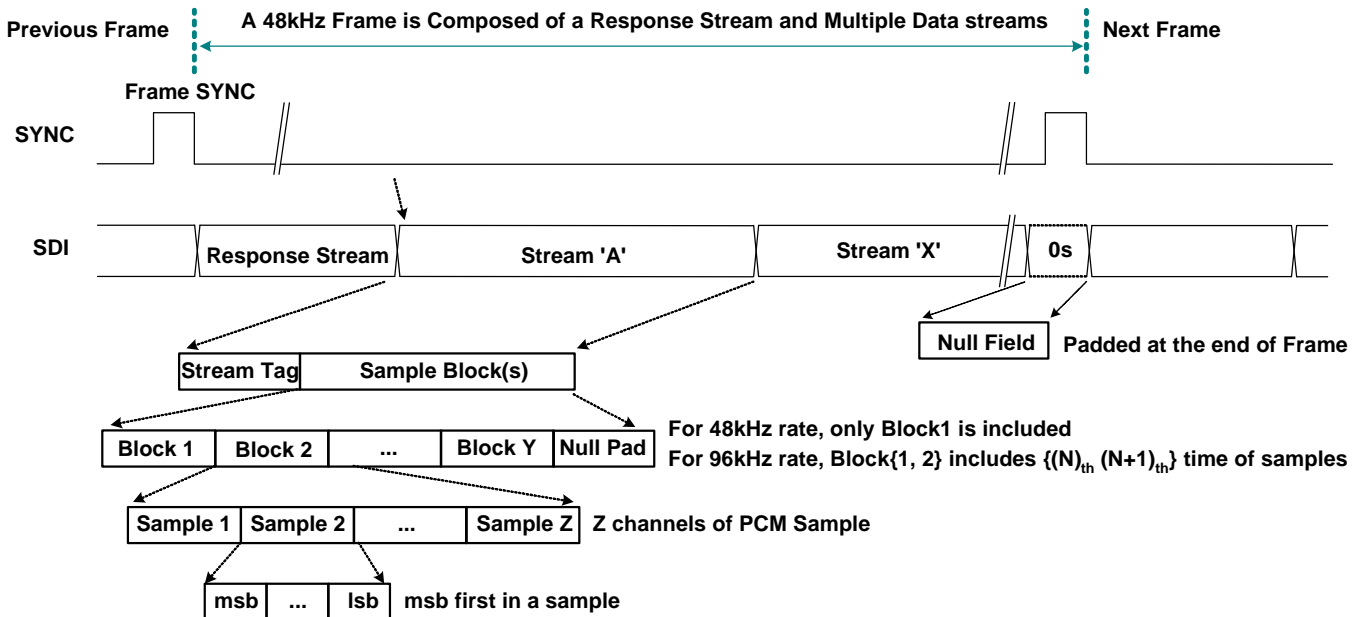 A 48kHz Frame is Composed of a Response Stream and Multiple Data streams
Previous Frame
Next Frame
Frame SYNC
SYNC
SDI
Response Stream
Stream 'A'
Stream 'X'
0s
Null Field
Padded at the end of Frame
Stream Tag
Sample Block(s)
Block 1
Block 2
...
Block Y
Null Pad
For 48kHz rate, only Block1 is included
For 96kHz rate, Block{1, 2} includes {(N)th (N+1)th} time of samples
Sample 1
Sample 2
...
Sample Z
Z channels of PCM Sample
msb
...
lsb
msb first in a sample